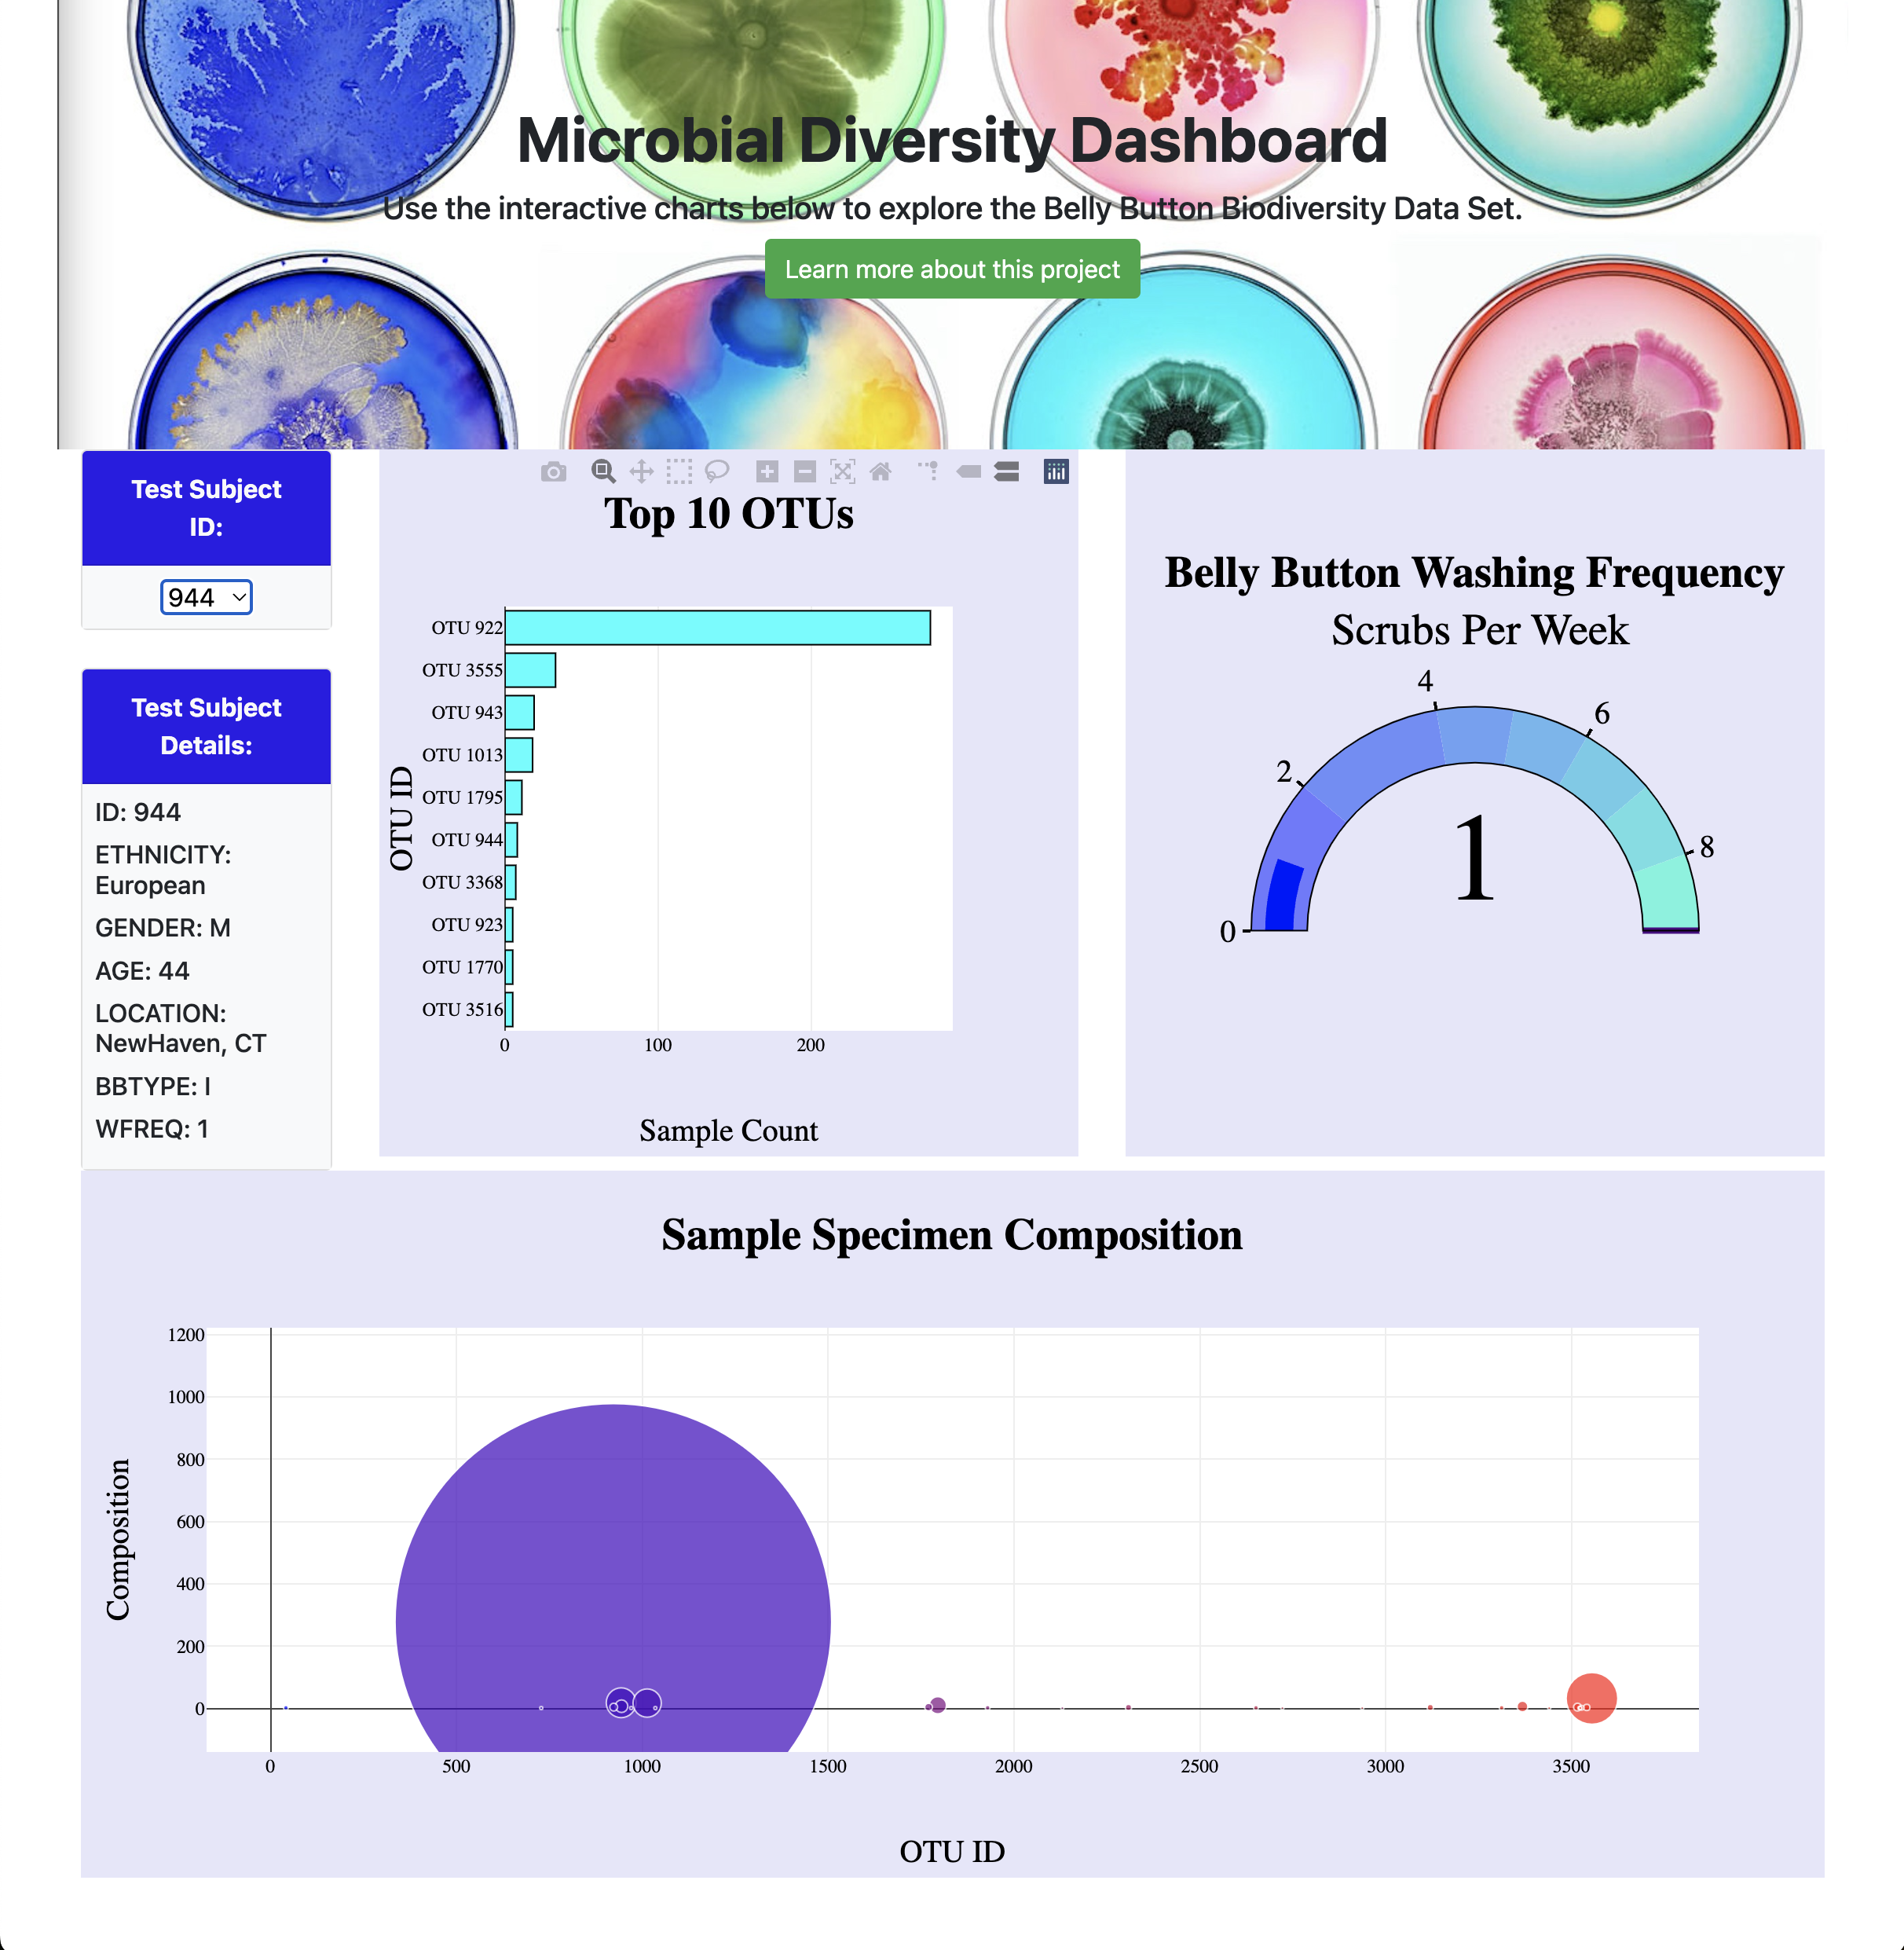 Microbial Diversity Dashboard
Use the interactive charts below to explore the Belly Button Biodiversity Data Set.
Learn more about this project
Test Subject
ID:
944
Test Subject
Details:
ID: 944
ETHNICITY:
European
GENDER: M
AGE: 44
LOCATION:
NewHaven, CT
BBTYPE: I
WFREQ: 1
Top 10 OTUs
OTU ID
OTU 922
OTU 3555
OTU 943
OTU 1013
OTU 1795
OTU 944
OTU 3368
OTU 923
OTU 1770
OTU 3516
0 100 200
Sample Count
Belly Button Washing Frequency
Scrubs Per Week
0
2
4
6
8
1
Sample Specimen Composition
Composition
1200
1000
800
600
400
200
0
0 500 1000 1500 2000 2500 3000 3500
OTU ID